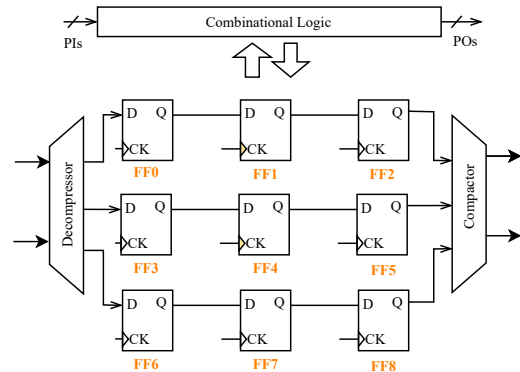 Combinational Logic
PIs
POs
Decompressor
D Q
CK
FF0
D Q
CK
FF1
D Q
CK
FF2
D Q
CK
FF3
D Q
CK
FF4
D Q
CK
FF5
D Q
CK
FF6
D Q
CK
FF7
D Q
CK
FF8
Compactor